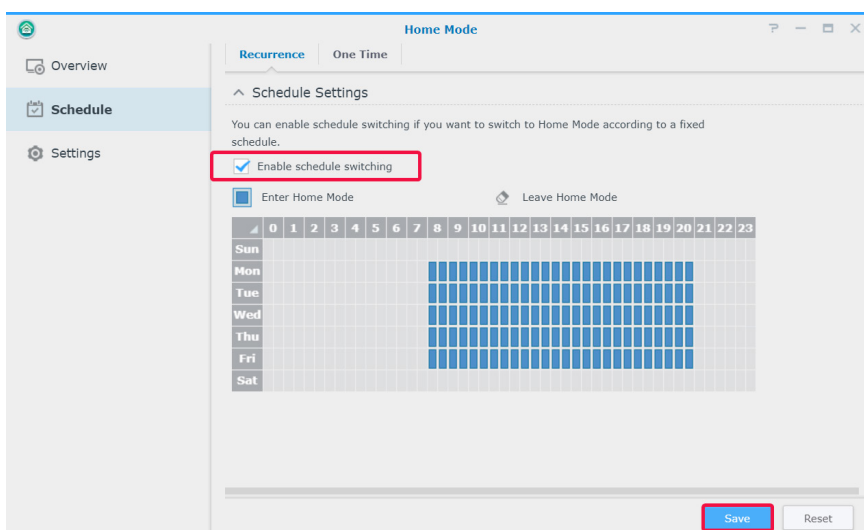 Home Mode
?
Overview
Schedule
Settings
Recurrence One Time
Schedule Settings
You can enable schedule switching if you want to switch to Home Mode according to a fixed
schedule.
Enable schedule switching
Enter Home Mode Leave Home Mode
0 1 2 3 4 5 6 7 8 9 10 11 12 13 14 15 16 17 18 19 20 21 22 23
Sun
Mon
Tue
Wed
Thu
Fri
Sat
Save Reset